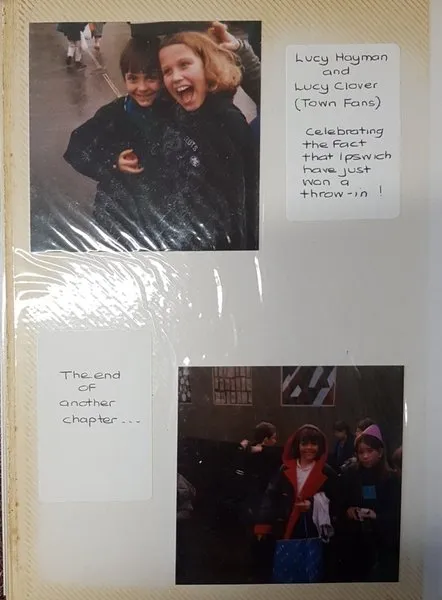 Lucy Hayman
and
Lucy Clover
(Town Fans)
Celebrating
the Fact
that Ipswich
have just
won a
throw-in !
The end
OF
another
chapter...